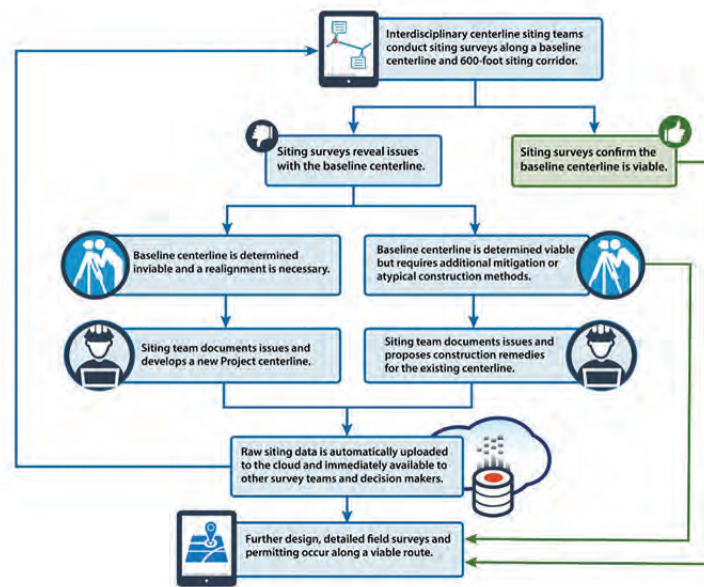 Interdisciplinary centerline siting teams
conduct siting surveys along a baseline
centerline and 600-foot siting corridor.
Siting surveys reveal issues
with the baseline centerline.
Siting surveys confirm the
baseline centerline is viable.
Baseline centerline is determined
inviable and a realignment is necessary.
Baseline centerline is determined viable
but requires additional mitigation or
atypical construction methods.
Siting team documents issues and
develops a new Project centerline.
Siting team documents issues and
proposes construction remedies
for the existing centerline.
Raw siting data is automatically uploaded
to the cloud and immediately available to
other survey teams and decision makers.
Further design, detailed field surveys and
permitting occur along a viable route.